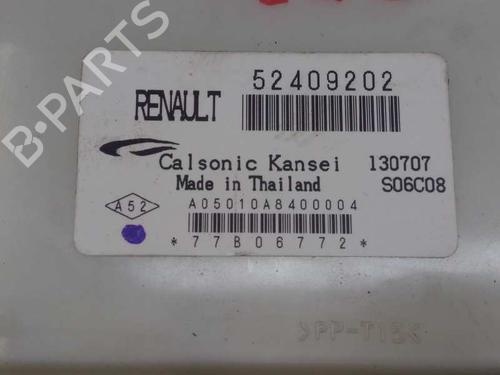 B-PARTS
52409202
RENAULT
Calsonic Kansei 130707
Made in Thailand S06C08
A52
A05010A8400004
*77B06772*